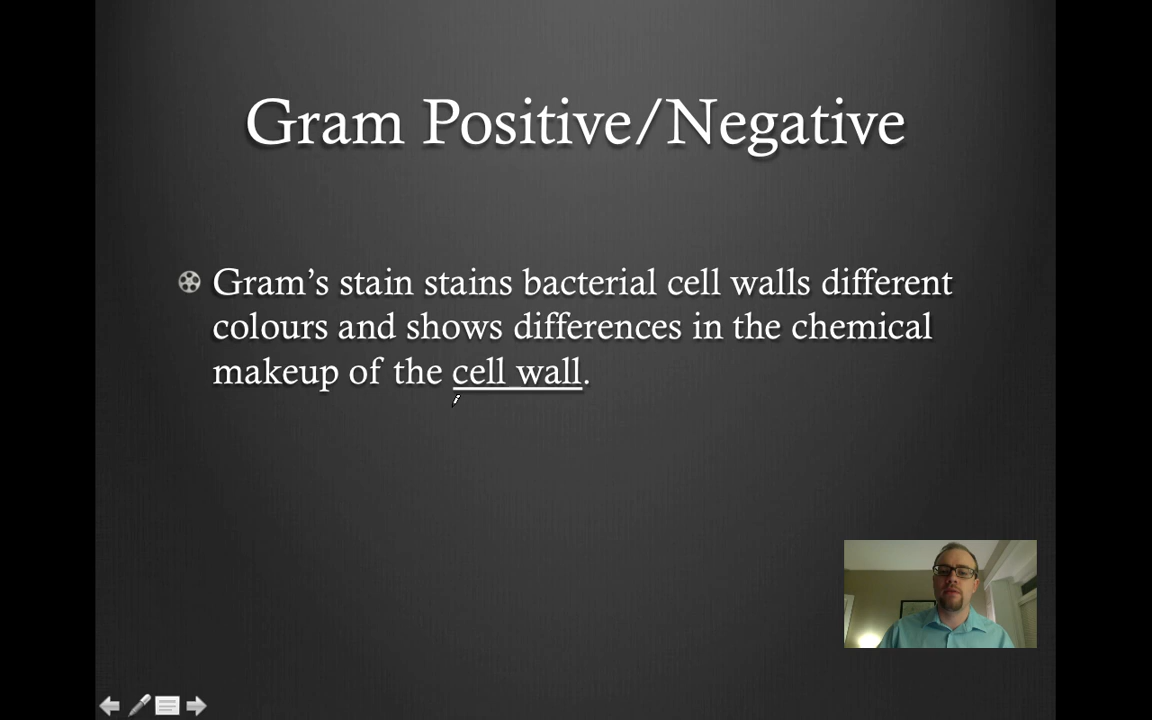 Gram Positive/Negative
Gram’s stain stains bacterial cell walls different
colours and shows differences in the chemical
makeup of the cell wall.